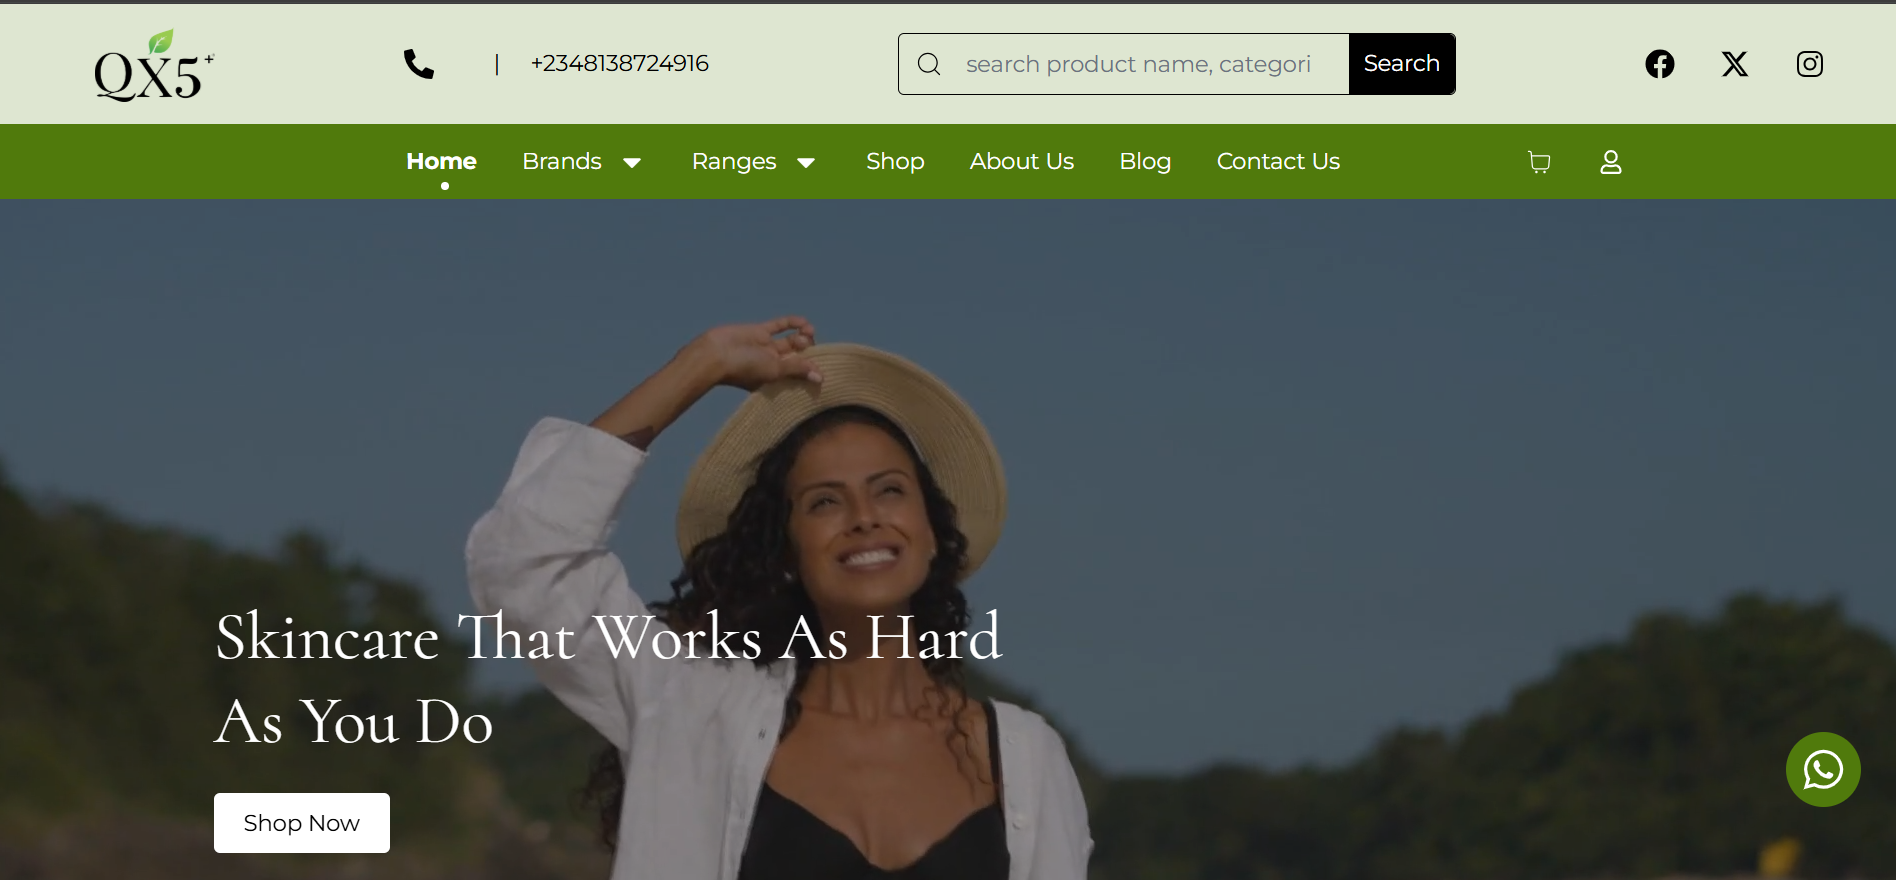 QX5+
| +2348138724916
search product name, categori
Search
Home Brands Ranges Shop About Us Blog Contact Us
Skincare That Works As Hard
As You Do
Shop Now